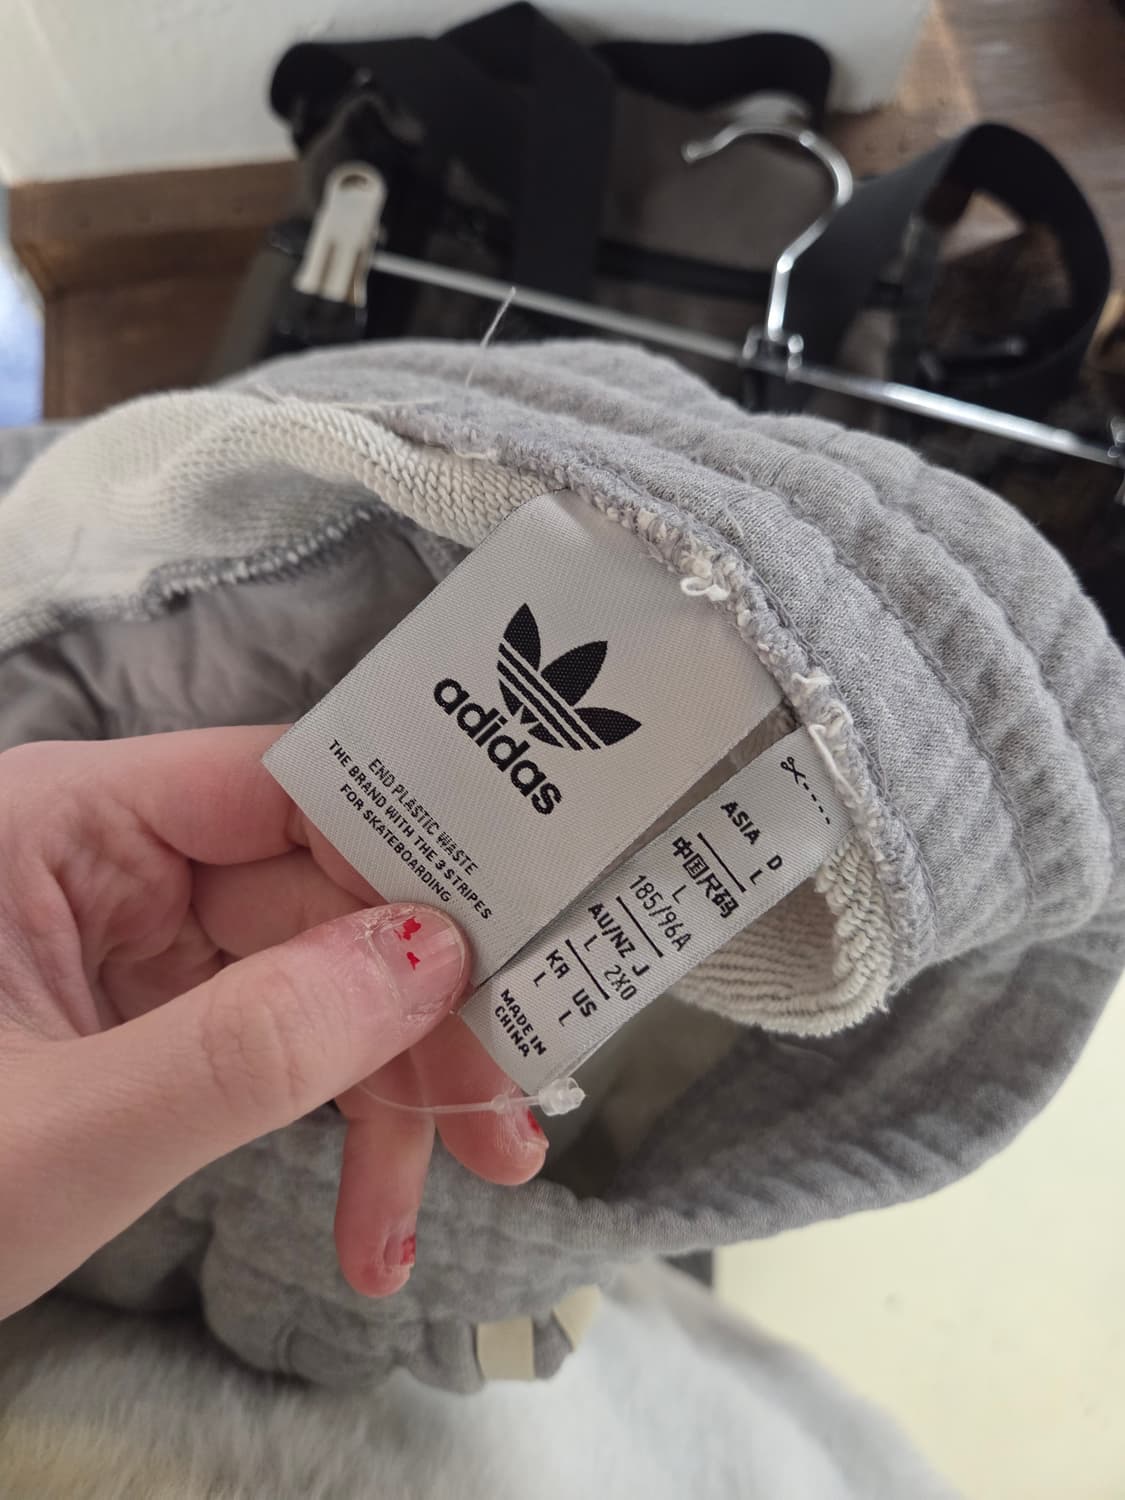 adidas
END PLASTIC WASTE
THE BRAND WITH THE 3 STRIPES
FOR SKATEBOARDING
ASIA D
L L
中国尺码
L
185/96A
AU/NZ J
L 2XO
KR US
L L
MADE IN
CHINA